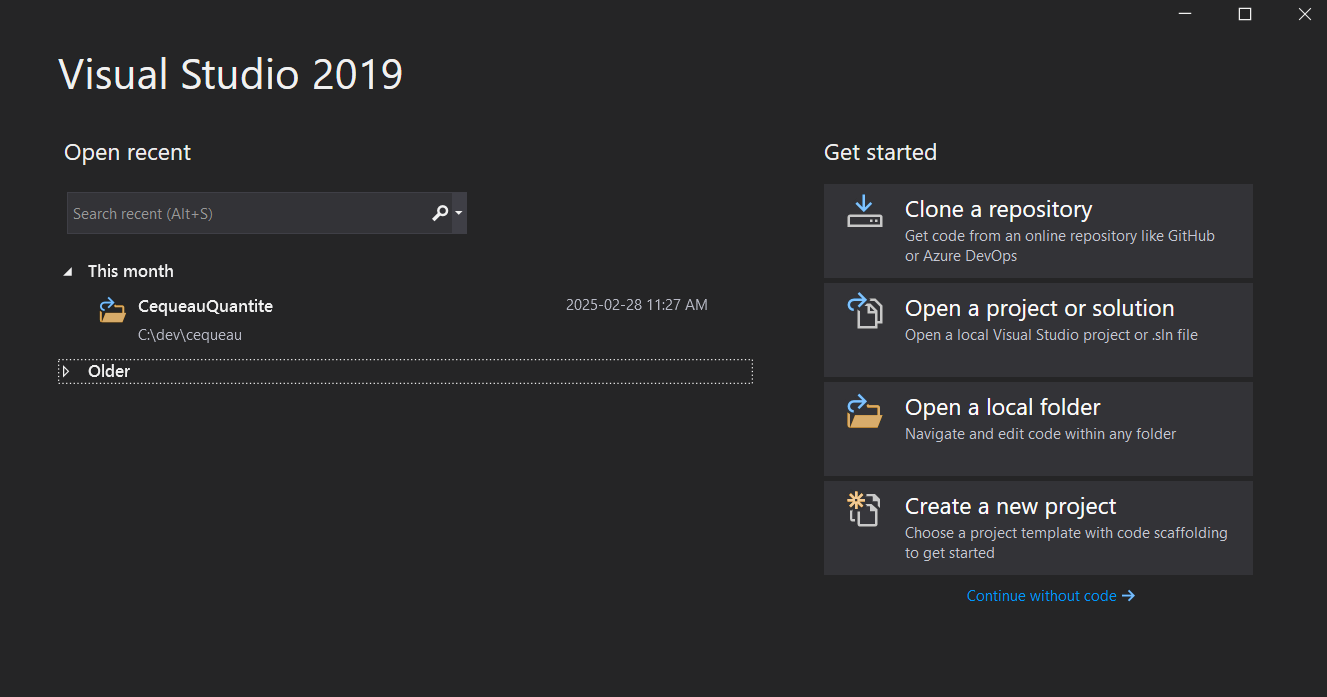 Visual Studio 2019
Open recent
Search recent (Alt+S)
This month
CequeauQuantite
2025-02-28 11:27 AM
C:\dev\cequeau
Older
Get started
Clone a repository
Get code from an online repository like GitHub
or Azure DevOps
Open a project or solution
Open a local Visual Studio project or .sln file
Open a local folder
Navigate and edit code within any folder
Create a new project
Choose a project template with code scaffolding
to get started
Continue without code